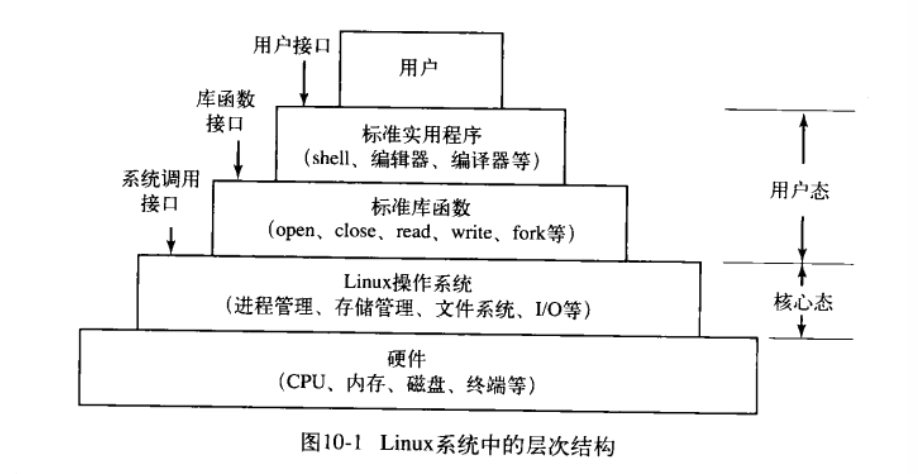 用户接口
用户
库函数
接口
标准实用程序
(shell、编辑器、编译器等)
系统调用
接口
标准库函数
(open、close、read、write、fork等)
用户态
Linux操作系统
(进程管理、存储管理、文件系统、I/O等)
核心态
硬件
(CPU、内存、磁盘、终端等)
图10-1 Linux系统中的层次结构